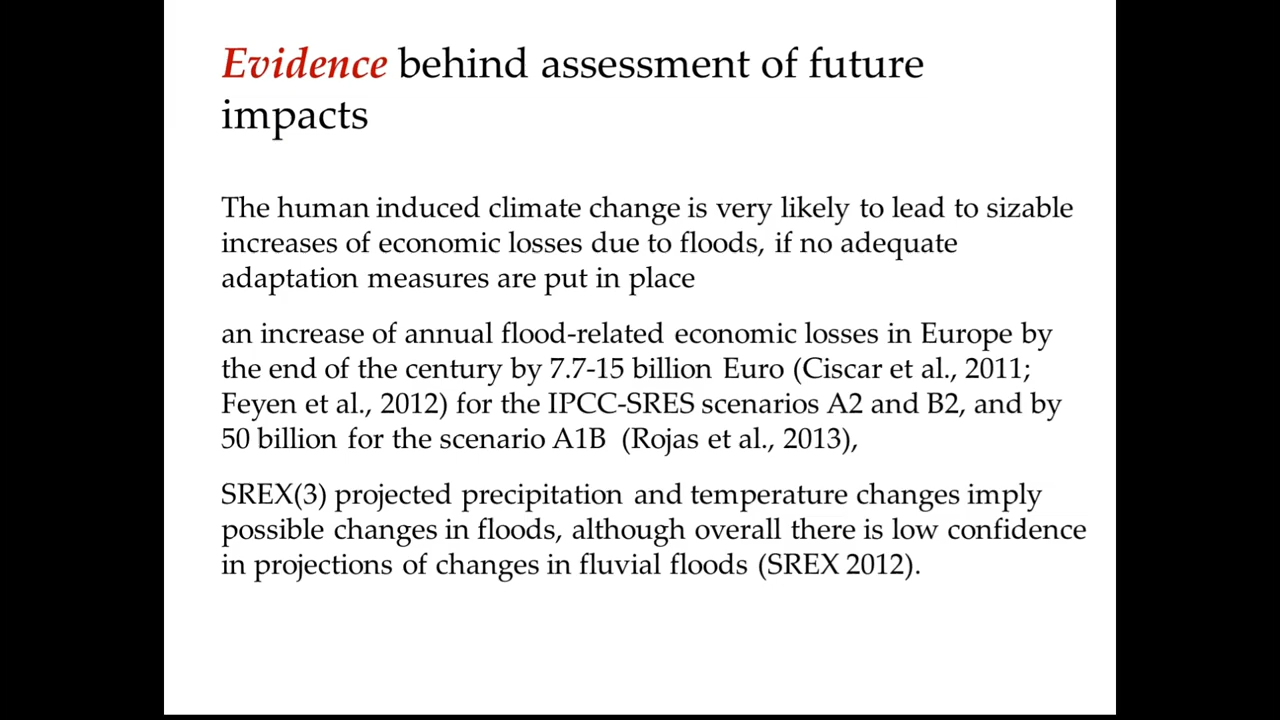 Evidence behind assessment of future
impacts
The human induced climate change is very likely to lead to sizable
increases of economic losses due to floods, if no adequate
adaptation measures are put in place
an increase of annual flood-related economic losses in Europe by
the end of the century by 7.7-15 billion Euro (Ciscar et al., 2011;
Feyen et al., 2012) for the IPCC-SRES scenarios A2 and B2, and by
50 billion for the scenario A1B (Rojas et al., 2013),
SREX(3) projected precipitation and temperature changes imply
possible changes in floods, although overall there is low confidence
in projections of changes in fluvial floods (SREX 2012).